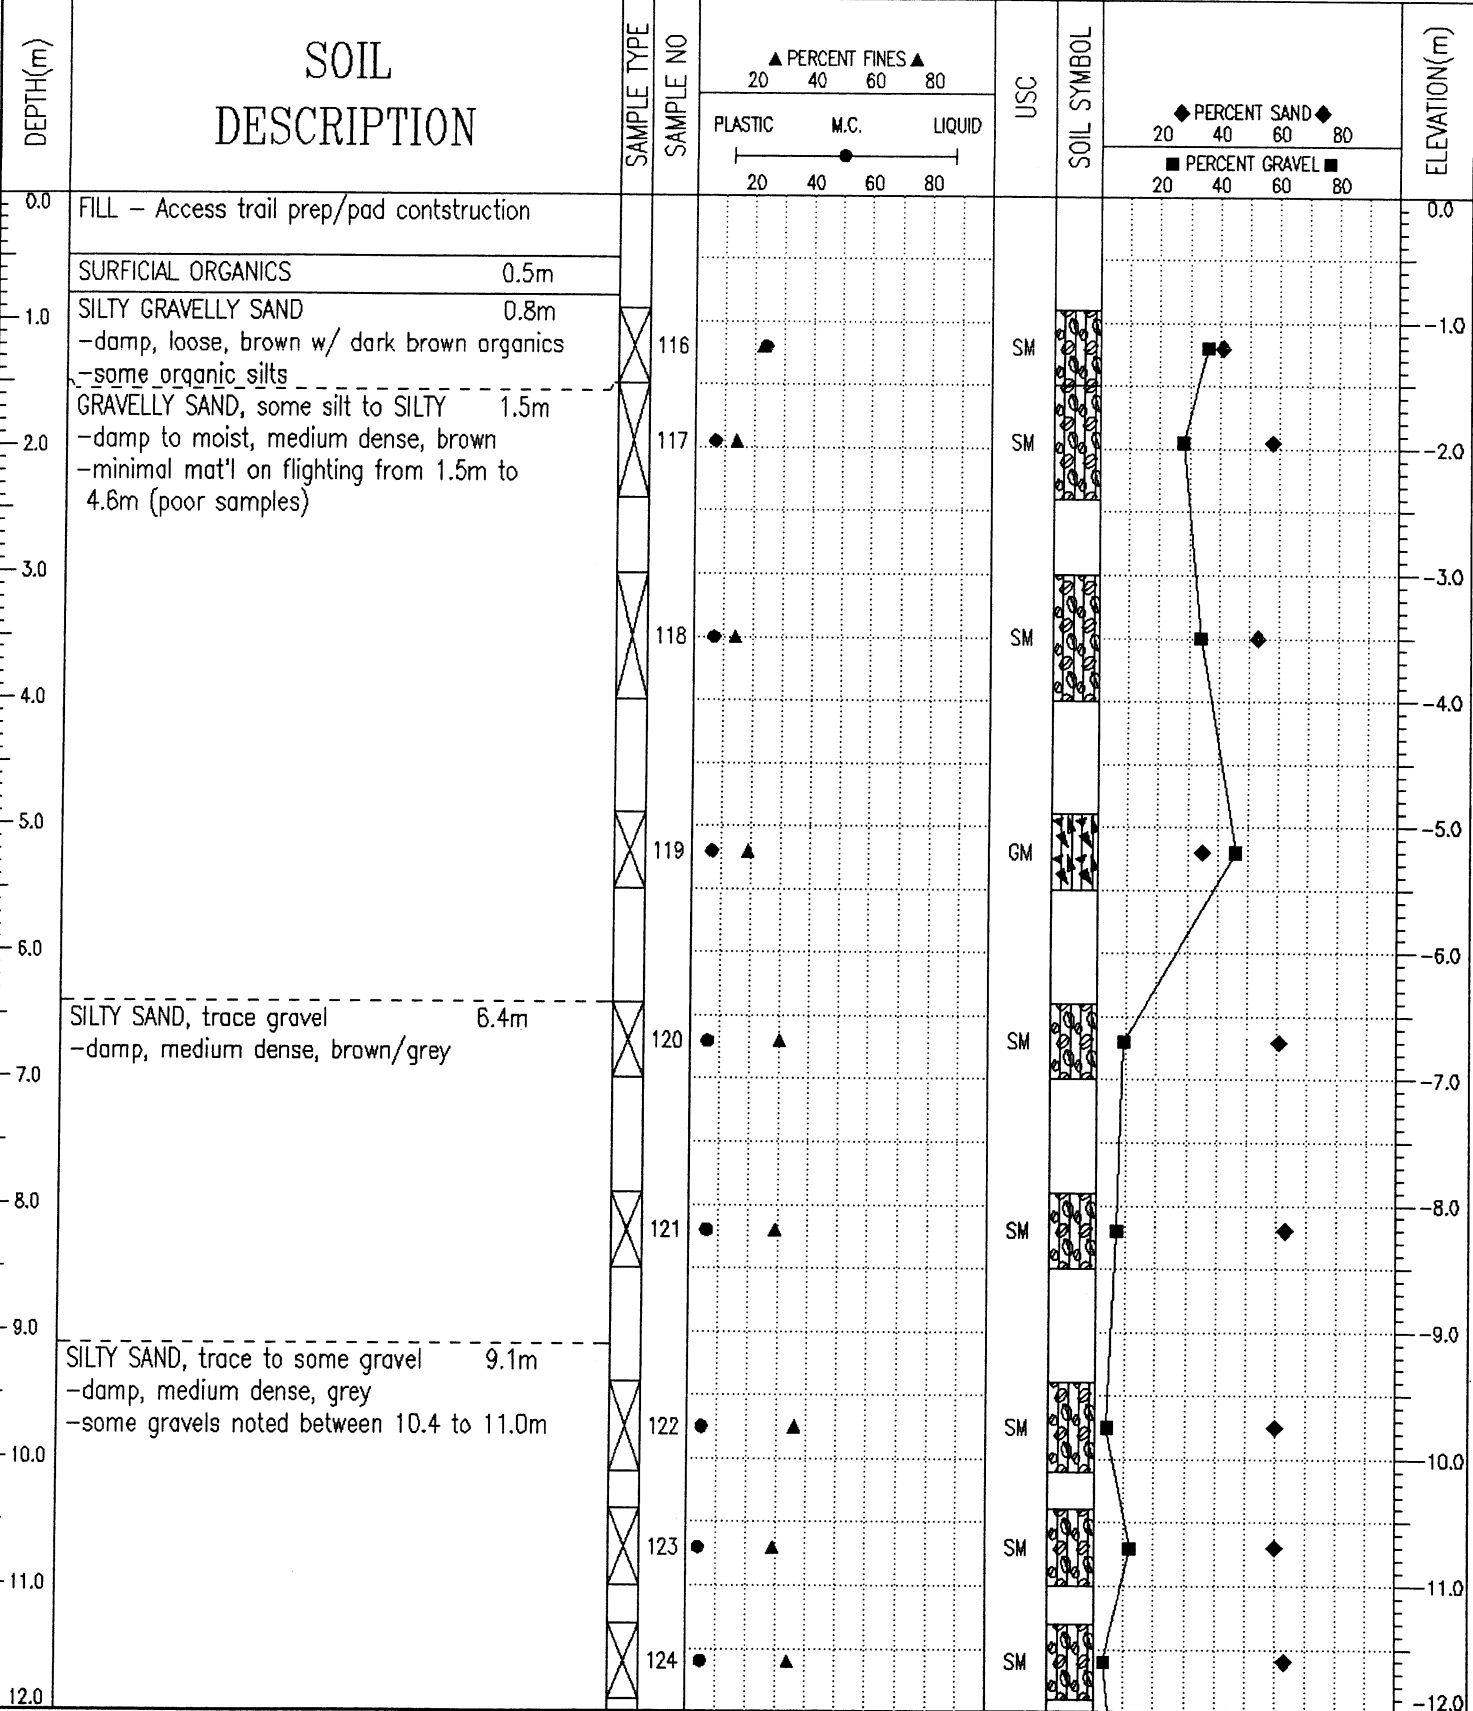 DEPTH(m)
SOIL
DESCRIPTION
SAMPLE TYPE
SAMPLE NO
▲ PERCENT FINES ▲
20 40 60 80
PLASTIC M.C. LIQUID
20 40 60 80
USC
SOIL SYMBOL
◆ PERCENT SAND ◆
20 40 60 80
■ PERCENT GRAVEL ■
20 40 60 80
ELEVATION(m)
0.0
FILL – Access trail prep/pad contstruction
0.0
SURFICIAL ORGANICS 0.5m
SILTY GRAVELLY SAND 0.8m
1.0
-1.0
-damp, loose, brown w/ dark brown organics
116 SM
-some organic silts
GRAVELLY SAND, some silt to SILTY 1.5m
-damp to moist, medium dense, brown
2.0
117 SM
-2.0
-minimal mat'l on flighting from 1.5m to
4.6m (poor samples)
3.0
-3.0
118 SM
4.0
-4.0
5.0
-5.0
119 GM
6.0
-6.0
SILTY SAND, trace gravel 6.4m
-damp, medium dense, brown/grey
120 SM
7.0
-7.0
8.0
-8.0
121 SM
9.0
-9.0
SILTY SAND, trace to some gravel 9.1m
-damp, medium dense, grey
-some gravels noted between 10.4 to 11.0m
122 SM
10.0
-10.0
123 SM
11.0
-11.0
124 SM
12.0
-12.0